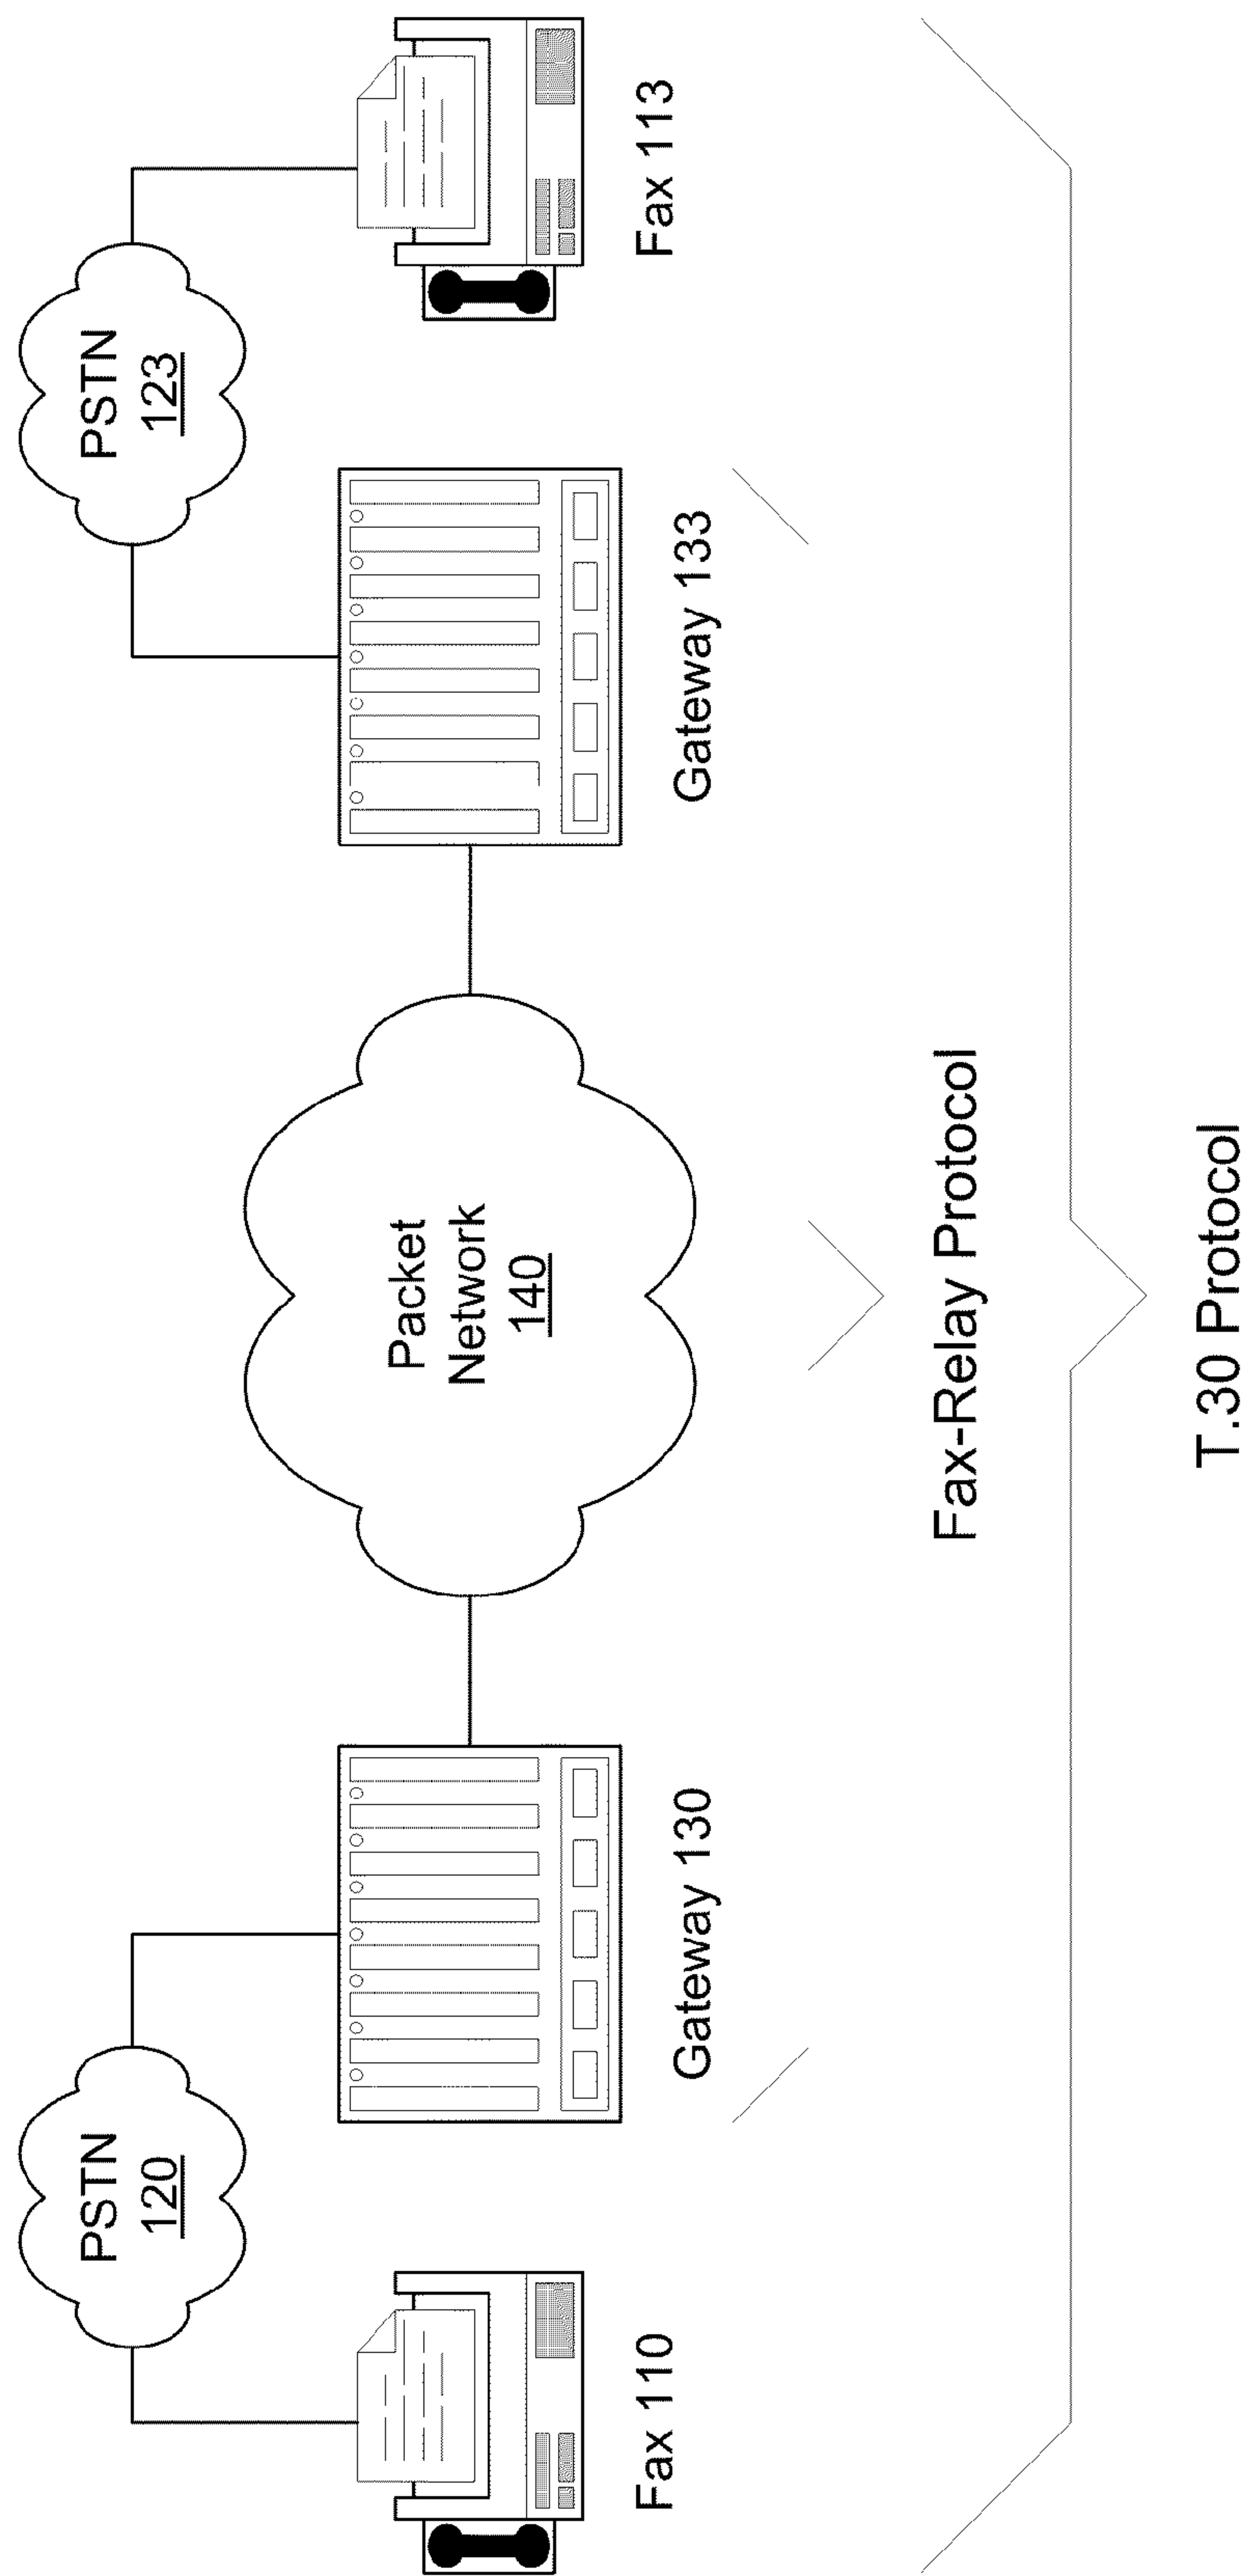 PSTN
120
PSTN
123
Packet
Network
140
Fax 110
Gateway 130
Gateway 133
Fax 113
Fax-Relay Protocol
T.30 Protocol